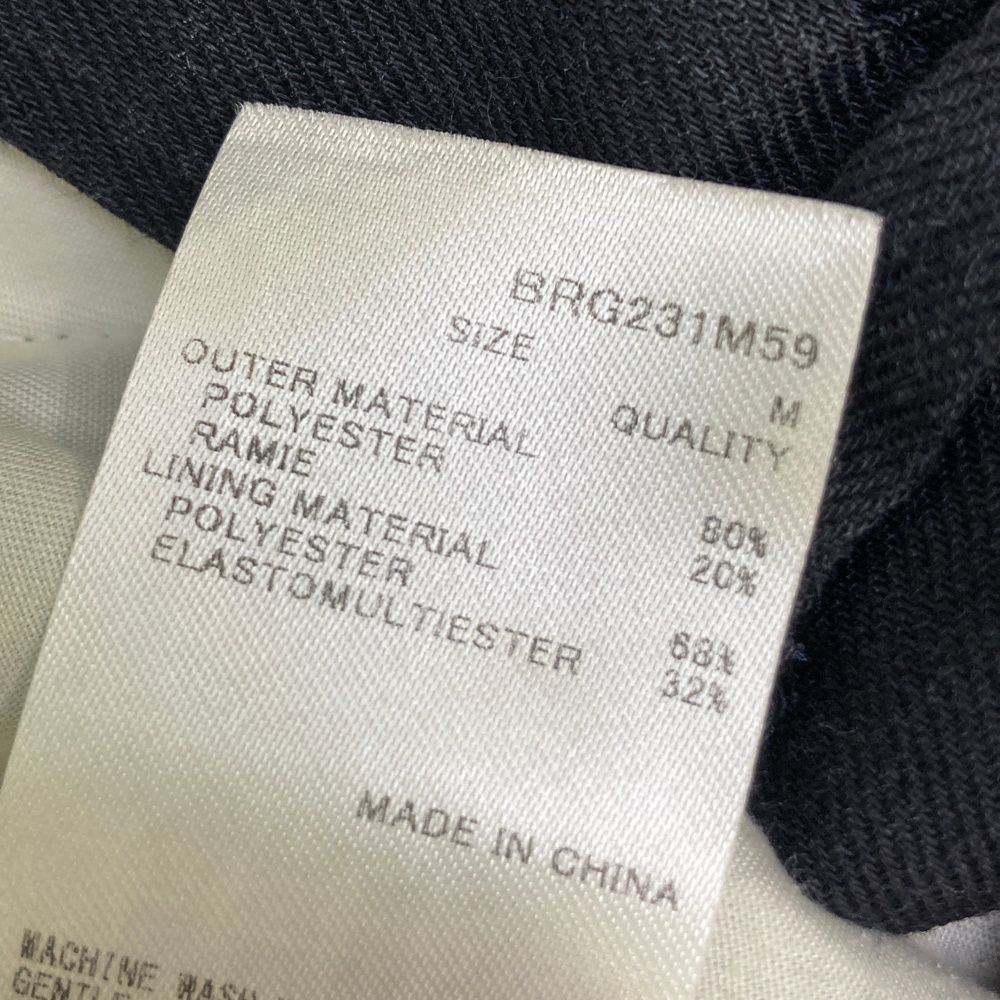 BRG231M59
SIZE M
OUTER MATERIAL QUALITY
POLYESTER 80%
RAMIE 20%
LINING MATERIAL
POLYESTER 68%
ELASTOMULTIESTER 32%
MADE IN CHINA
MACHINE WASH
GENTLE